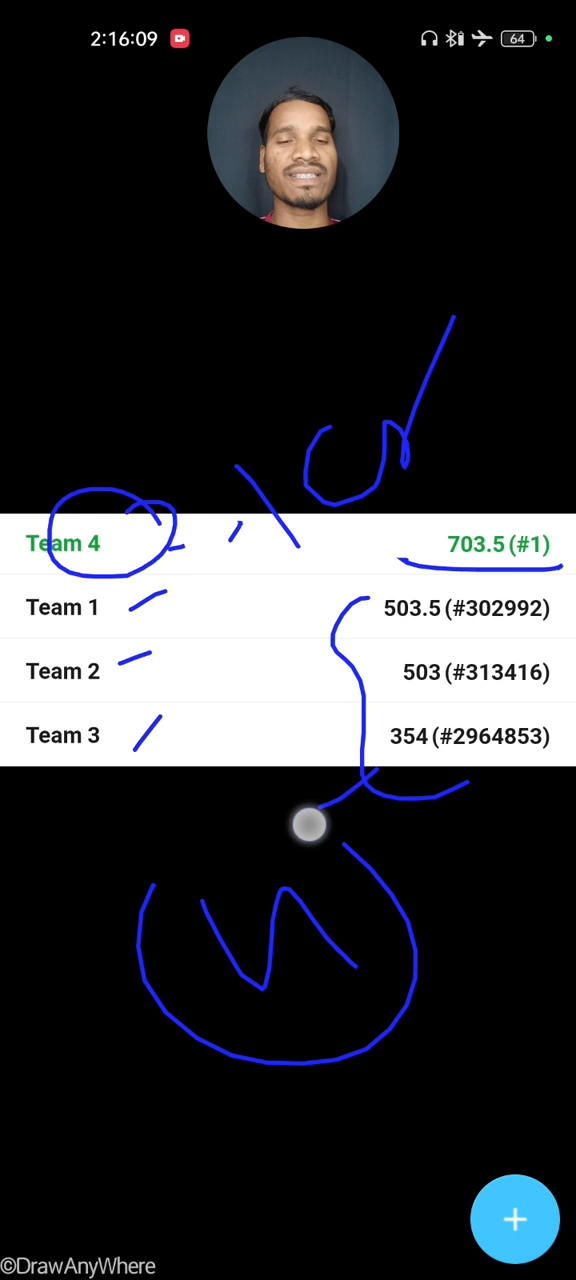 2:16:09
64
Team 4 703.5 (#1)
Team 1 503.5 (#302992)
Team 2 503 (#313416)
Team 3 354 (#2964853)
©DrawAnyWhere